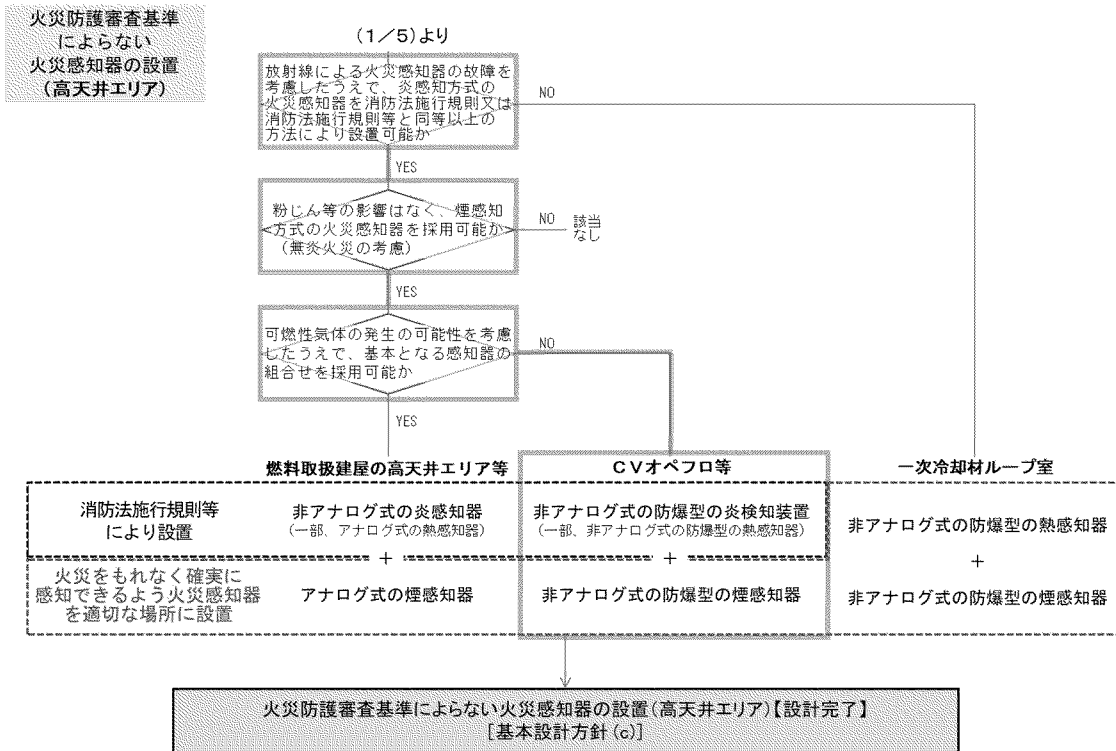 火災防護審査基準
によらない
火災感知器の設置
(高天井エリア)
(1/5)より
放射線による火災感知器の故障を
考慮したうえで、炎感知方式の
火災感知器を消防法施行規則又は
消防法施行規則等と同等以上の
方法により設置可能か
NO
YES
粉じん等の影響はなく、煙感知
方式の火災感知器を採用可能か
(無炎火災の考慮)
NO
該当
なし
YES
可燃性気体の発生の可能性を考慮
したうえで、基本となる感知器の
組合せを採用可能か
NO
YES
燃料取扱建屋の高天井エリア等
CVオペフロ等
一次冷却材ループ室
消防法施行規則等
により設置
非アナログ式の炎感知器
(一部、アナログ式の熱感知器)
非アナログ式の防爆型の炎検知装置
(一部、非アナログ式の防爆型の熱感知器)
非アナログ式の防爆型の熱感知器
+
+
+
火災をもれなく確実に
感知できるよう火災感知器
を適切な場所に設置
アナログ式の煙感知器
非アナログ式の防爆型の煙感知器
非アナログ式の防爆型の煙感知器
火災防護審査基準によらない火災感知器の設置(高天井エリア)【設計完了】
[基本設計方針(c)]